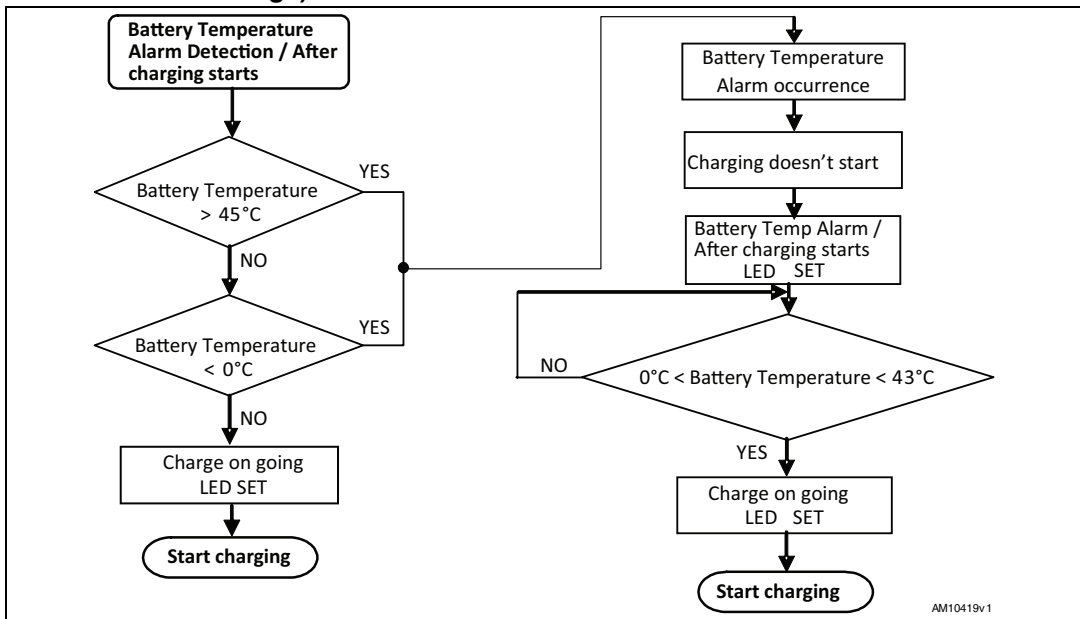 Battery Temperature
Alarm Detection / After
charging starts
Battery Temperature
> 45°C
YES
NO
Battery Temperature
< 0°C
YES
NO
Charge on going
LED SET
Start charging
Battery Temperature
Alarm occurrence
Charging doesn't start
Battery Temp Alarm /
After charging starts
LED SET
NO
0°C < Battery Temperature < 43°C
YES
Charge on going
LED SET
Start charging
AM10419v1